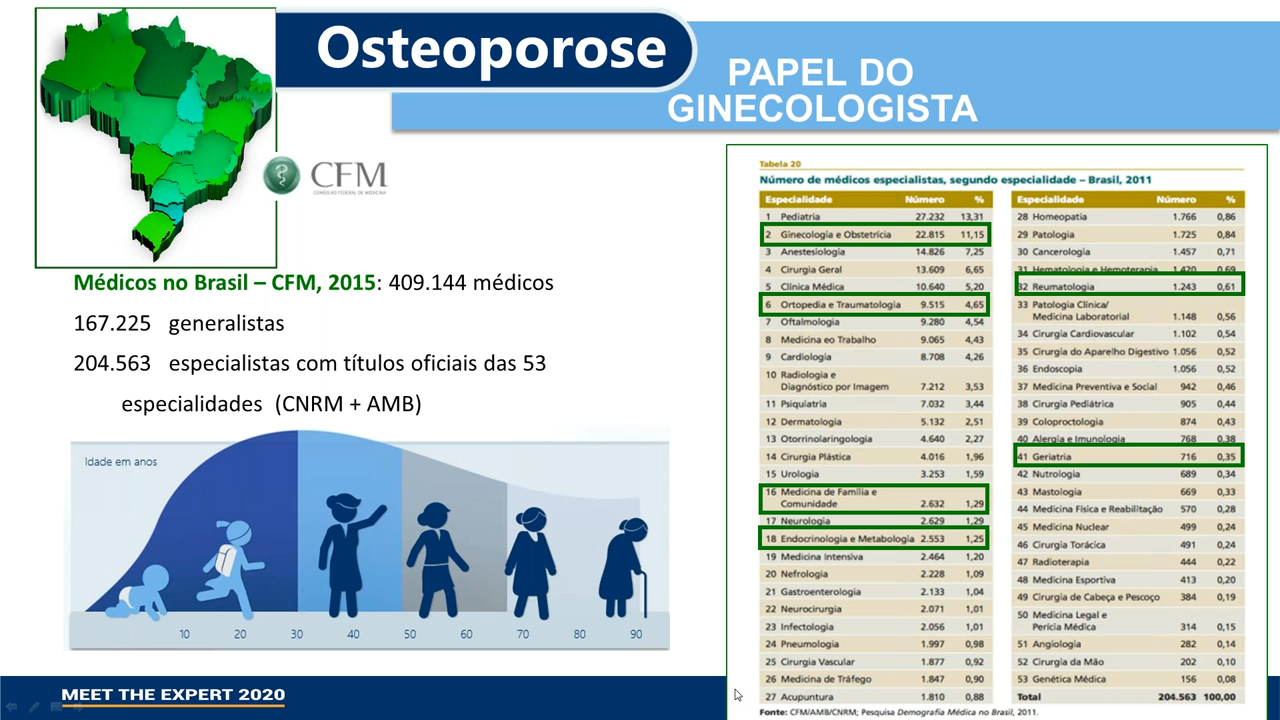 Osteoporose
PAPEL DO
GINECOLOGISTA
CFM
CONSELHO FEDERAL DE MEDICINA
Médicos no Brasil – CFM, 2015: 409.144 médicos
167.225 generalistas
204.563 especialistas com títulos oficiais das 53
especialidades (CNRM + AMB)
Idade em anos
10 20 30 40 50 60 70 80 90
MEET THE EXPERT 2020
Tabela 20
Número de médicos especialistas, segundo especialidade – Brasil, 2011
Especialidade Número %
1 Pediatria 27.232 13,31
2 Ginecologia e Obstetrícia 22.815 11,15
3 Anestesiologia 14.826 7,25
4 Cirurgia Geral 13.609 6,65
5 Clínica Médica 10.640 5,20
6 Ortopedia e Traumatologia 9.515 4,65
7 Oftalmologia 9.280 4,54
8 Medicina eo Trabalho 9.065 4,43
9 Cardiologia 8.708 4,26
10 Radiologia e
Diagnóstico por Imagem 7.212 3,53
11 Psiquiatria 7.032 3,44
12 Dermatologia 5.132 2,51
13 Otorrinolaringologia 4.640 2,27
14 Cirurgia Plástica 4.016 1,96
15 Urologia 3.253 1,59
16 Medicina de Família e
Comunidade 2.632 1,29
17 Neurologia 2.629 1,29
18 Endocrinologia e Metabologia 2.553 1,25
19 Medicina Intensiva 2.464 1,20
20 Nefrologia 2.228 1,09
21 Gastroenterologia 2.133 1,04
22 Neurocirurgia 2.071 1,01
23 Infectologia 2.056 1,01
24 Pneumologia 1.997 0,98
25 Cirurgia Vascular 1.877 0,92
26 Medicina de Tráfego 1.847 0,90
27 Acupuntura 1.810 0,88
Especialidade Número %
28 Homeopatia 1.766 0,86
29 Patologia 1.725 0,84
30 Cancerologia 1.457 0,71
31 Hematologia e Hemoterapia 1.420 0,69
32 Reumatologia 1.243 0,61
33 Patologia Clínica/
Medicina Laboratorial 1.148 0,56
34 Cirurgia Cardiovascular 1.102 0,54
35 Cirurgia do Aparelho Digestivo 1.056 0,52
36 Endoscopia 1.056 0,52
37 Medicina Preventiva e Social 942 0,46
38 Cirurgia Pediátrica 905 0,44
39 Coloproctologia 874 0,43
40 Alergia e Imunologia 768 0,38
41 Geriatria 716 0,35
42 Nutrologia 689 0,34
43 Mastologia 669 0,33
44 Medicina Física e Reabilitação 570 0,28
45 Medicina Nuclear 499 0,24
46 Cirurgia Torácica 491 0,24
47 Radioterapia 444 0,22
48 Medicina Esportiva 413 0,20
49 Cirurgia de Cabeça e Pescoço 384 0,19
50 Medicina Legal e
Perícia Médica 314 0,15
51 Angiologia 282 0,14
52 Cirurgia da Mão 202 0,10
53 Genética Médica 156 0,08
Total 204.563 100,00
Fonte: CFM/AMB/CNRM; Pesquisa Demografia Médica no Brasil, 2011.